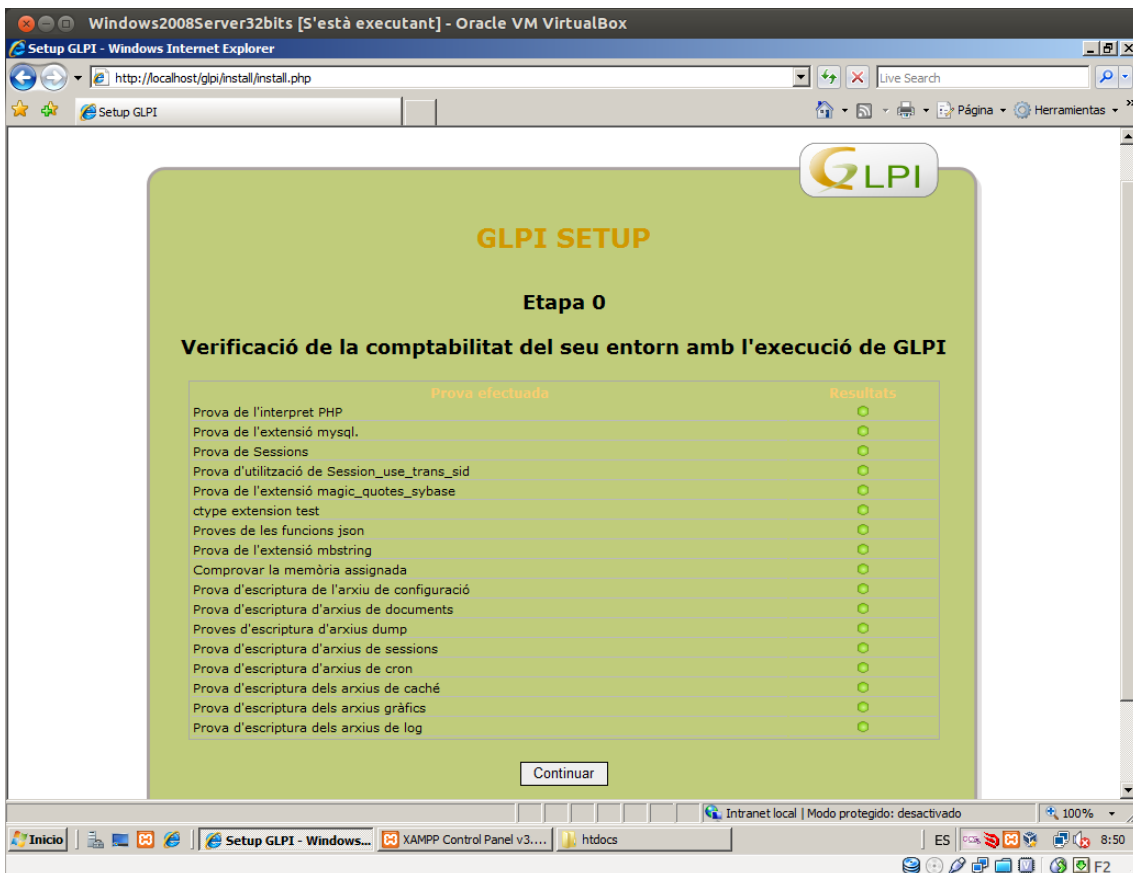 Windows2008Server32bits [S'està executant] - Oracle VM VirtualBox
Setup GLPI - Windows Internet Explorer
http://localhost/glpi/install/install.php
Live Search
Setup GLPI
Página
Herramientas
GLPI
GLPI SETUP
Etapa 0
Verificació de la comptabilitat del seu entorn amb l'execució de GLPI
Prova efectuada Resultats
Prova de l'interpret PHP
Prova de l'extensió mysql.
Prova de Sessions
Prova d'utilització de Session_use_trans_sid
Prova de l'extensió magic_quotes_sybase
ctype extension test
Proves de les funcions json
Prova de l'extensió mbstring
Comprovar la memòria assignada
Prova d'escriptura de l'arxiu de configuració
Prova d'escriptura d'arxius de documents
Proves d'escriptura d'arxius dump
Prova d'escriptura d'arxius de sessions
Prova d'escriptura d'arxius de cron
Prova d'escriptura dels arxius de caché
Prova d'escriptura dels arxius gràfics
Prova d'escriptura dels arxius de log
Continuar
Intranet local | Modo protegido: desactivado 100%
Inicio Setup GLPI - Windows... XAMPP Control Panel v3.... htdocs ES 8:50
F2